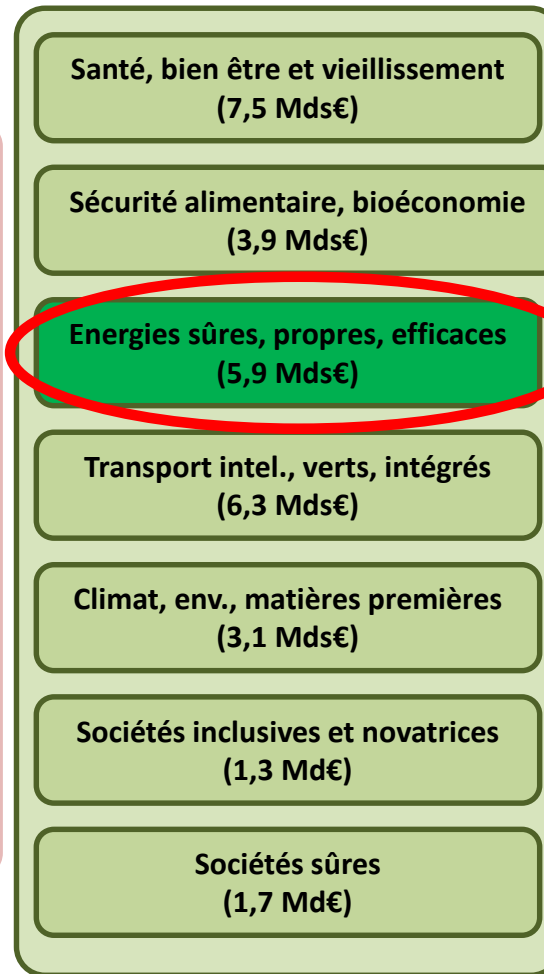 Santé, bien être et vieillissement
(7,5 Mds€)
Sécurité alimentaire, bioéconomie
(3,9 Mds€)
Energies sûres, propres, efficaces
(5,9 Mds€)
Transport intel., verts, intégrés
(6,3 Mds€)
Climat, env., matières premières
(3,1 Mds€)
Sociétés inclusives et novatrices
(1,3 Md€)
Sociétés sûres
(1,7 Md€)